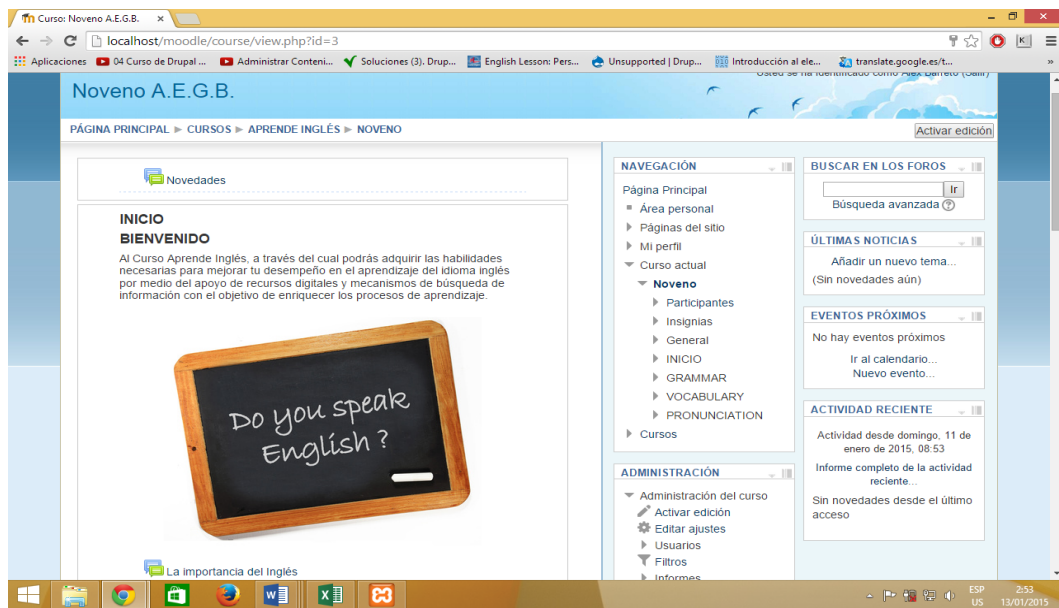 Curso: Noveno A.E.G.B.
localhost/moodle/course/view.php?id=3
Aplicaciones 04 Curso de Drupal ... Administrar Conteni... Soluciones (3). Drup... English Lesson: Pers... Unsupported | Drup... Introducción al ele... translate.google.es/t... »
Usted se ha identificado como Alex Barreto (Salir)
Noveno A.E.G.B.
PÁGINA PRINCIPAL ► CURSOS ► APRENDE INGLÉS ► NOVENO
Activar edición
Novedades
INICIO
BIENVENIDO
Al Curso Aprende Inglés, a través del cual podrás adquirir las habilidades
necesarias para mejorar tu desempeño en el aprendizaje del idioma inglés
por medio del apoyo de recursos digitales y mecanismos de búsqueda de
información con el objetivo de enriquecer los procesos de aprendizaje.
Do you speak
English ?
La importancia del Inglés
NAVEGACIÓN
Página Principal
Área personal
Páginas del sitio
Mi perfil
Curso actual
Noveno
Participantes
Insignias
General
INICIO
GRAMMAR
VOCABULARY
PRONUNCIATION
Cursos
ADMINISTRACIÓN
Administración del curso
Activar edición
Editar ajustes
Usuarios
Filtros
Informes
BUSCAR EN LOS FOROS
Ir
Búsqueda avanzada
ÚLTIMAS NOTICIAS
Añadir un nuevo tema...
(Sin novedades aún)
EVENTOS PRÓXIMOS
No hay eventos próximos
Ir al calendario...
Nuevo evento...
ACTIVIDAD RECIENTE
Actividad desde domingo, 11 de
enero de 2015, 08:53
Informe completo de la actividad
reciente...
Sin novedades desde el último
acceso
ESP 2:53
US 13/01/2015